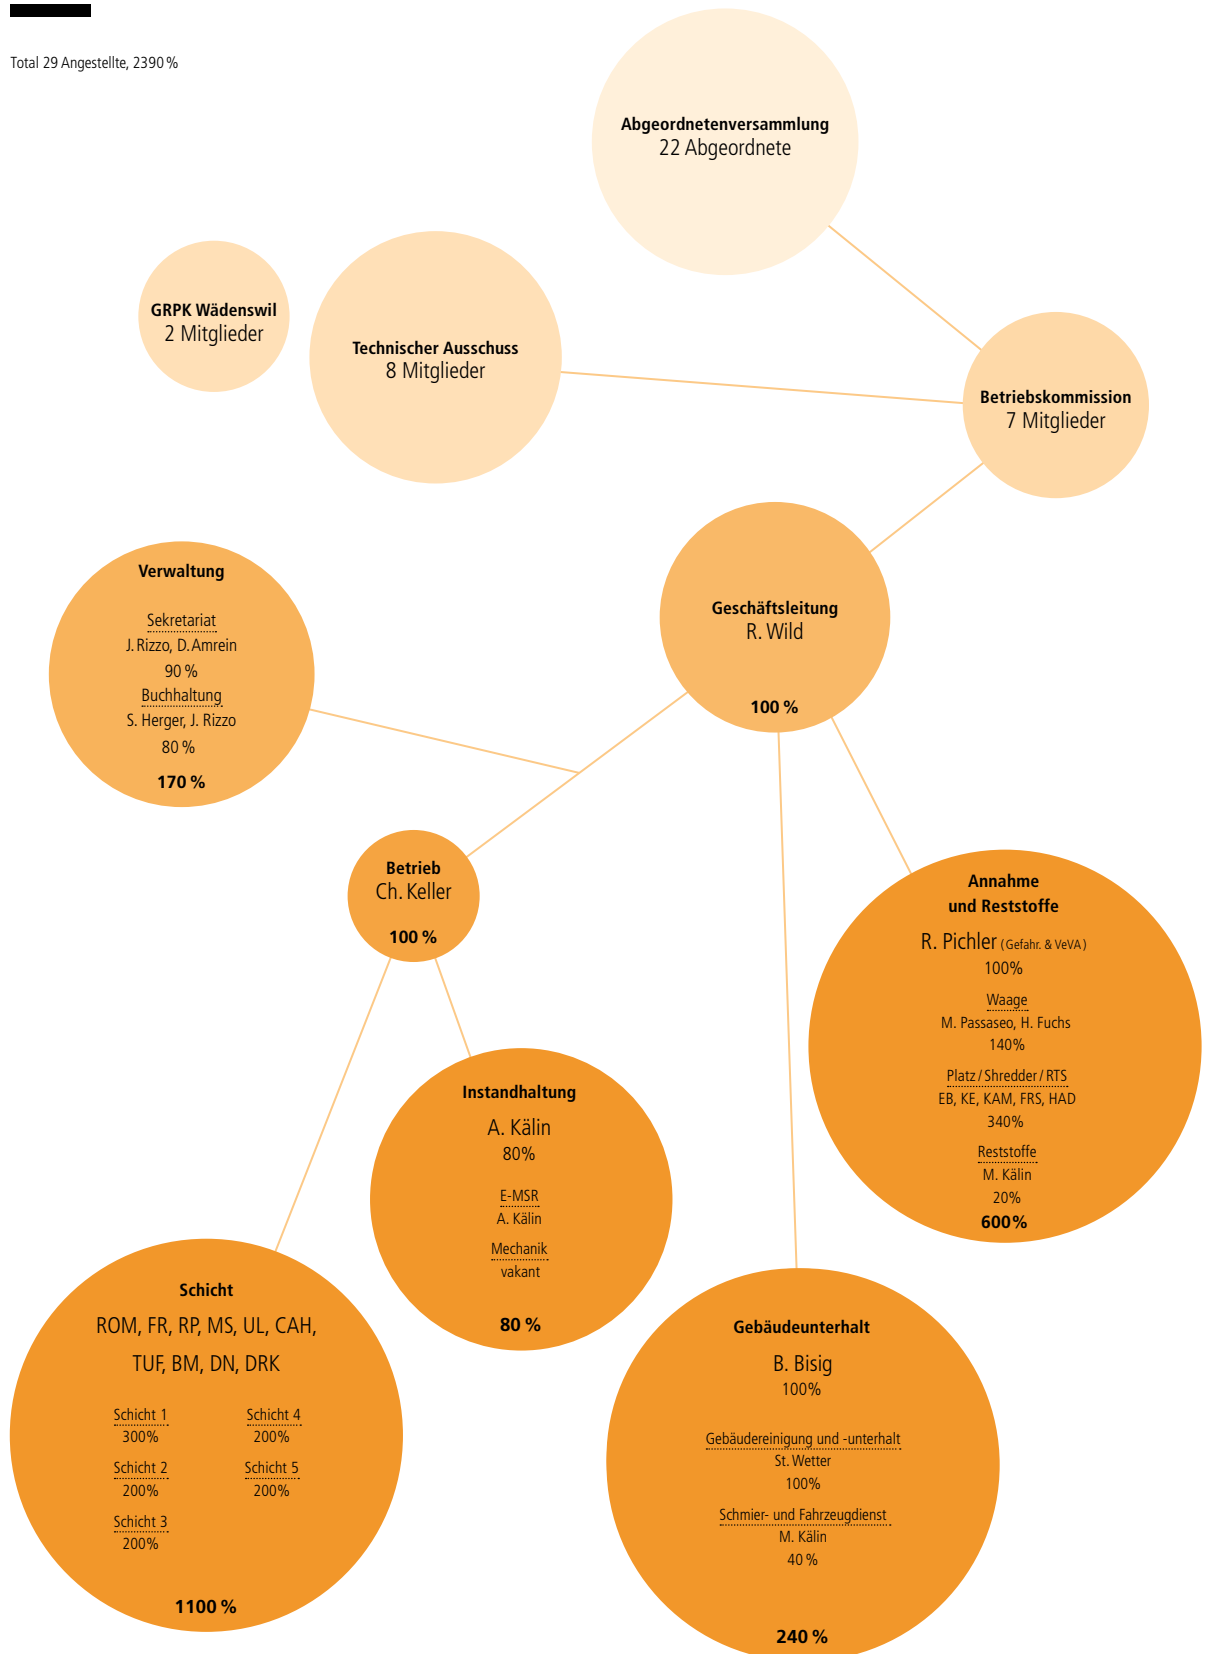 Total 29 Angestellte, 2390 %
Abgeordnetenversammlung
22 Abgeordnete
GRPK Wädenswil
2 Mitglieder
Technischer Ausschuss
8 Mitglieder
Betriebskommission
7 Mitglieder
Geschäftsleitung
R. Wild
100 %
Verwaltung
Sekretariat
J. Rizzo, D. Amrein
90 %
Buchhaltung
S. Herger, J. Rizzo
80 %
170 %
Betrieb
Ch. Keller
100 %
Annahme
und Reststoffe
R. Pichler (Gefahr. & VeVA)
100%
Waage
M. Passaseo, H. Fuchs
140%
Platz / Shredder / RTS
EB, KE, KAM, FRS, HAD
340%
Reststoffe
M. Kälin
20%
600%
Instandhaltung
A. Kälin
80%
E-MSR
A. Kälin
Mechanik
vakant
80 %
Schicht
ROM, FR, RP, MS, UL, CAH,
TUF, BM, DN, DRK
Schicht 1
300%
Schicht 2
200%
Schicht 3
200%
Schicht 4
200%
Schicht 5
200%
1100 %
Gebäudeunterhalt
B. Bisig
100%
Gebäudereinigung und -unterhalt
St. Wetter
100%
Schmier- und Fahrzeugdienst
M. Kälin
40 %
240 %